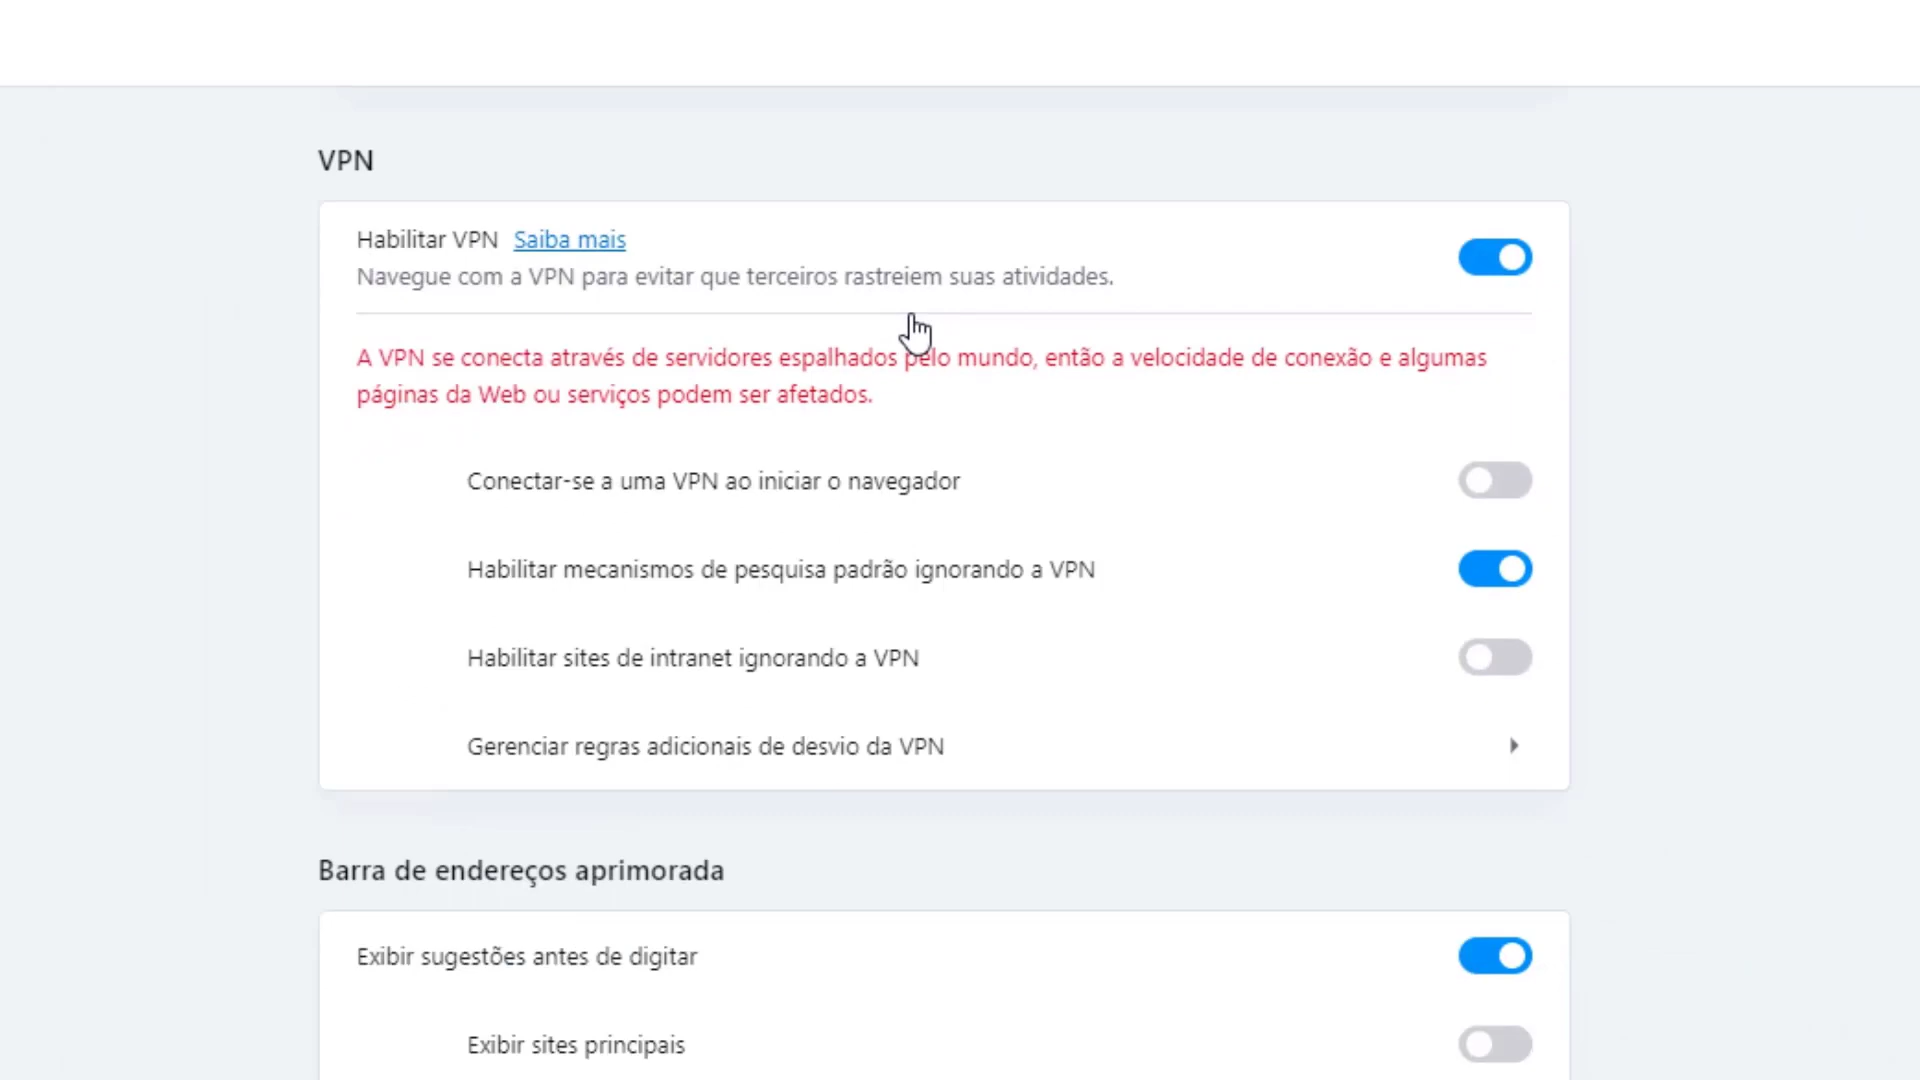 VPN
Habilitar VPN Saiba mais
Navegue com a VPN para evitar que terceiros rastreiem suas atividades.
A VPN se conecta através de servidores espalhados pelo mundo, então a velocidade de conexão e algumas
páginas da Web ou serviços podem ser afetados.
Conectar-se a uma VPN ao iniciar o navegador
Habilitar mecanismos de pesquisa padrão ignorando a VPN
Habilitar sites de intranet ignorando a VPN
Gerenciar regras adicionais de desvio da VPN
Barra de endereços aprimorada
Exibir sugestões antes de digitar
Exibir sites principais